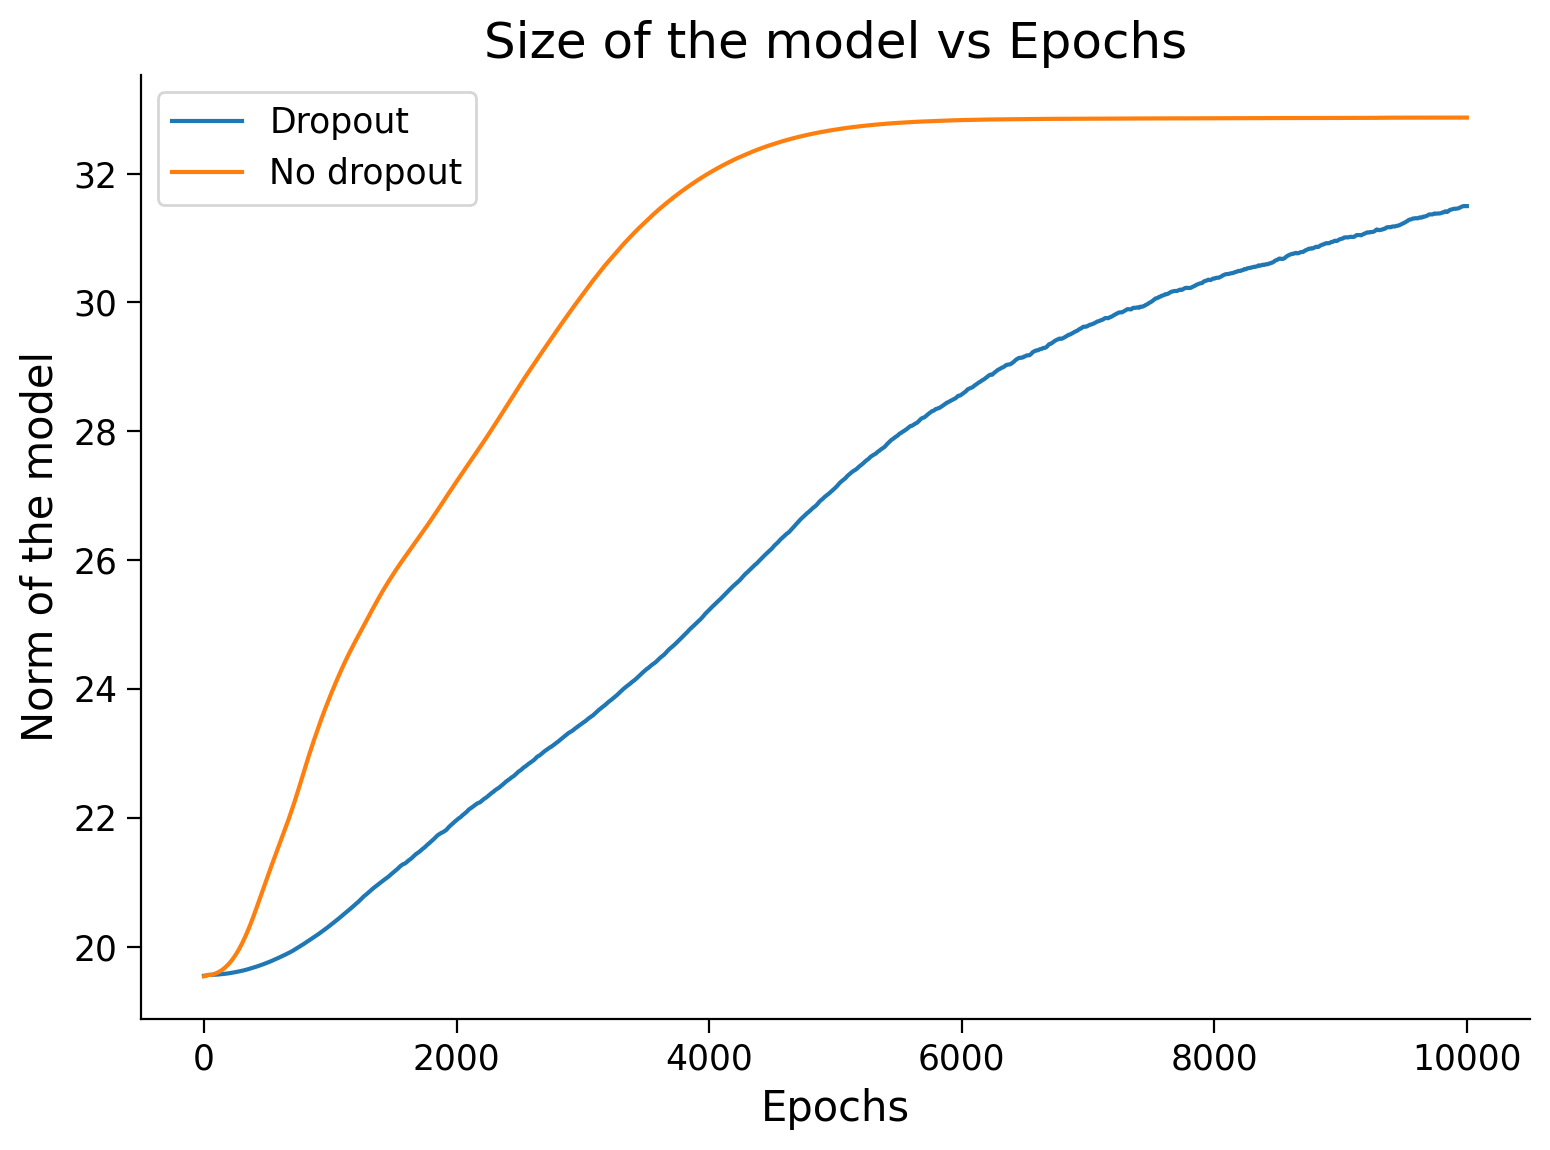 Size of the model vs Epochs
Dropout
No dropout
Norm of the model
32
30
28
26
24
22
20
0 2000 4000 6000 8000 10000
Epochs